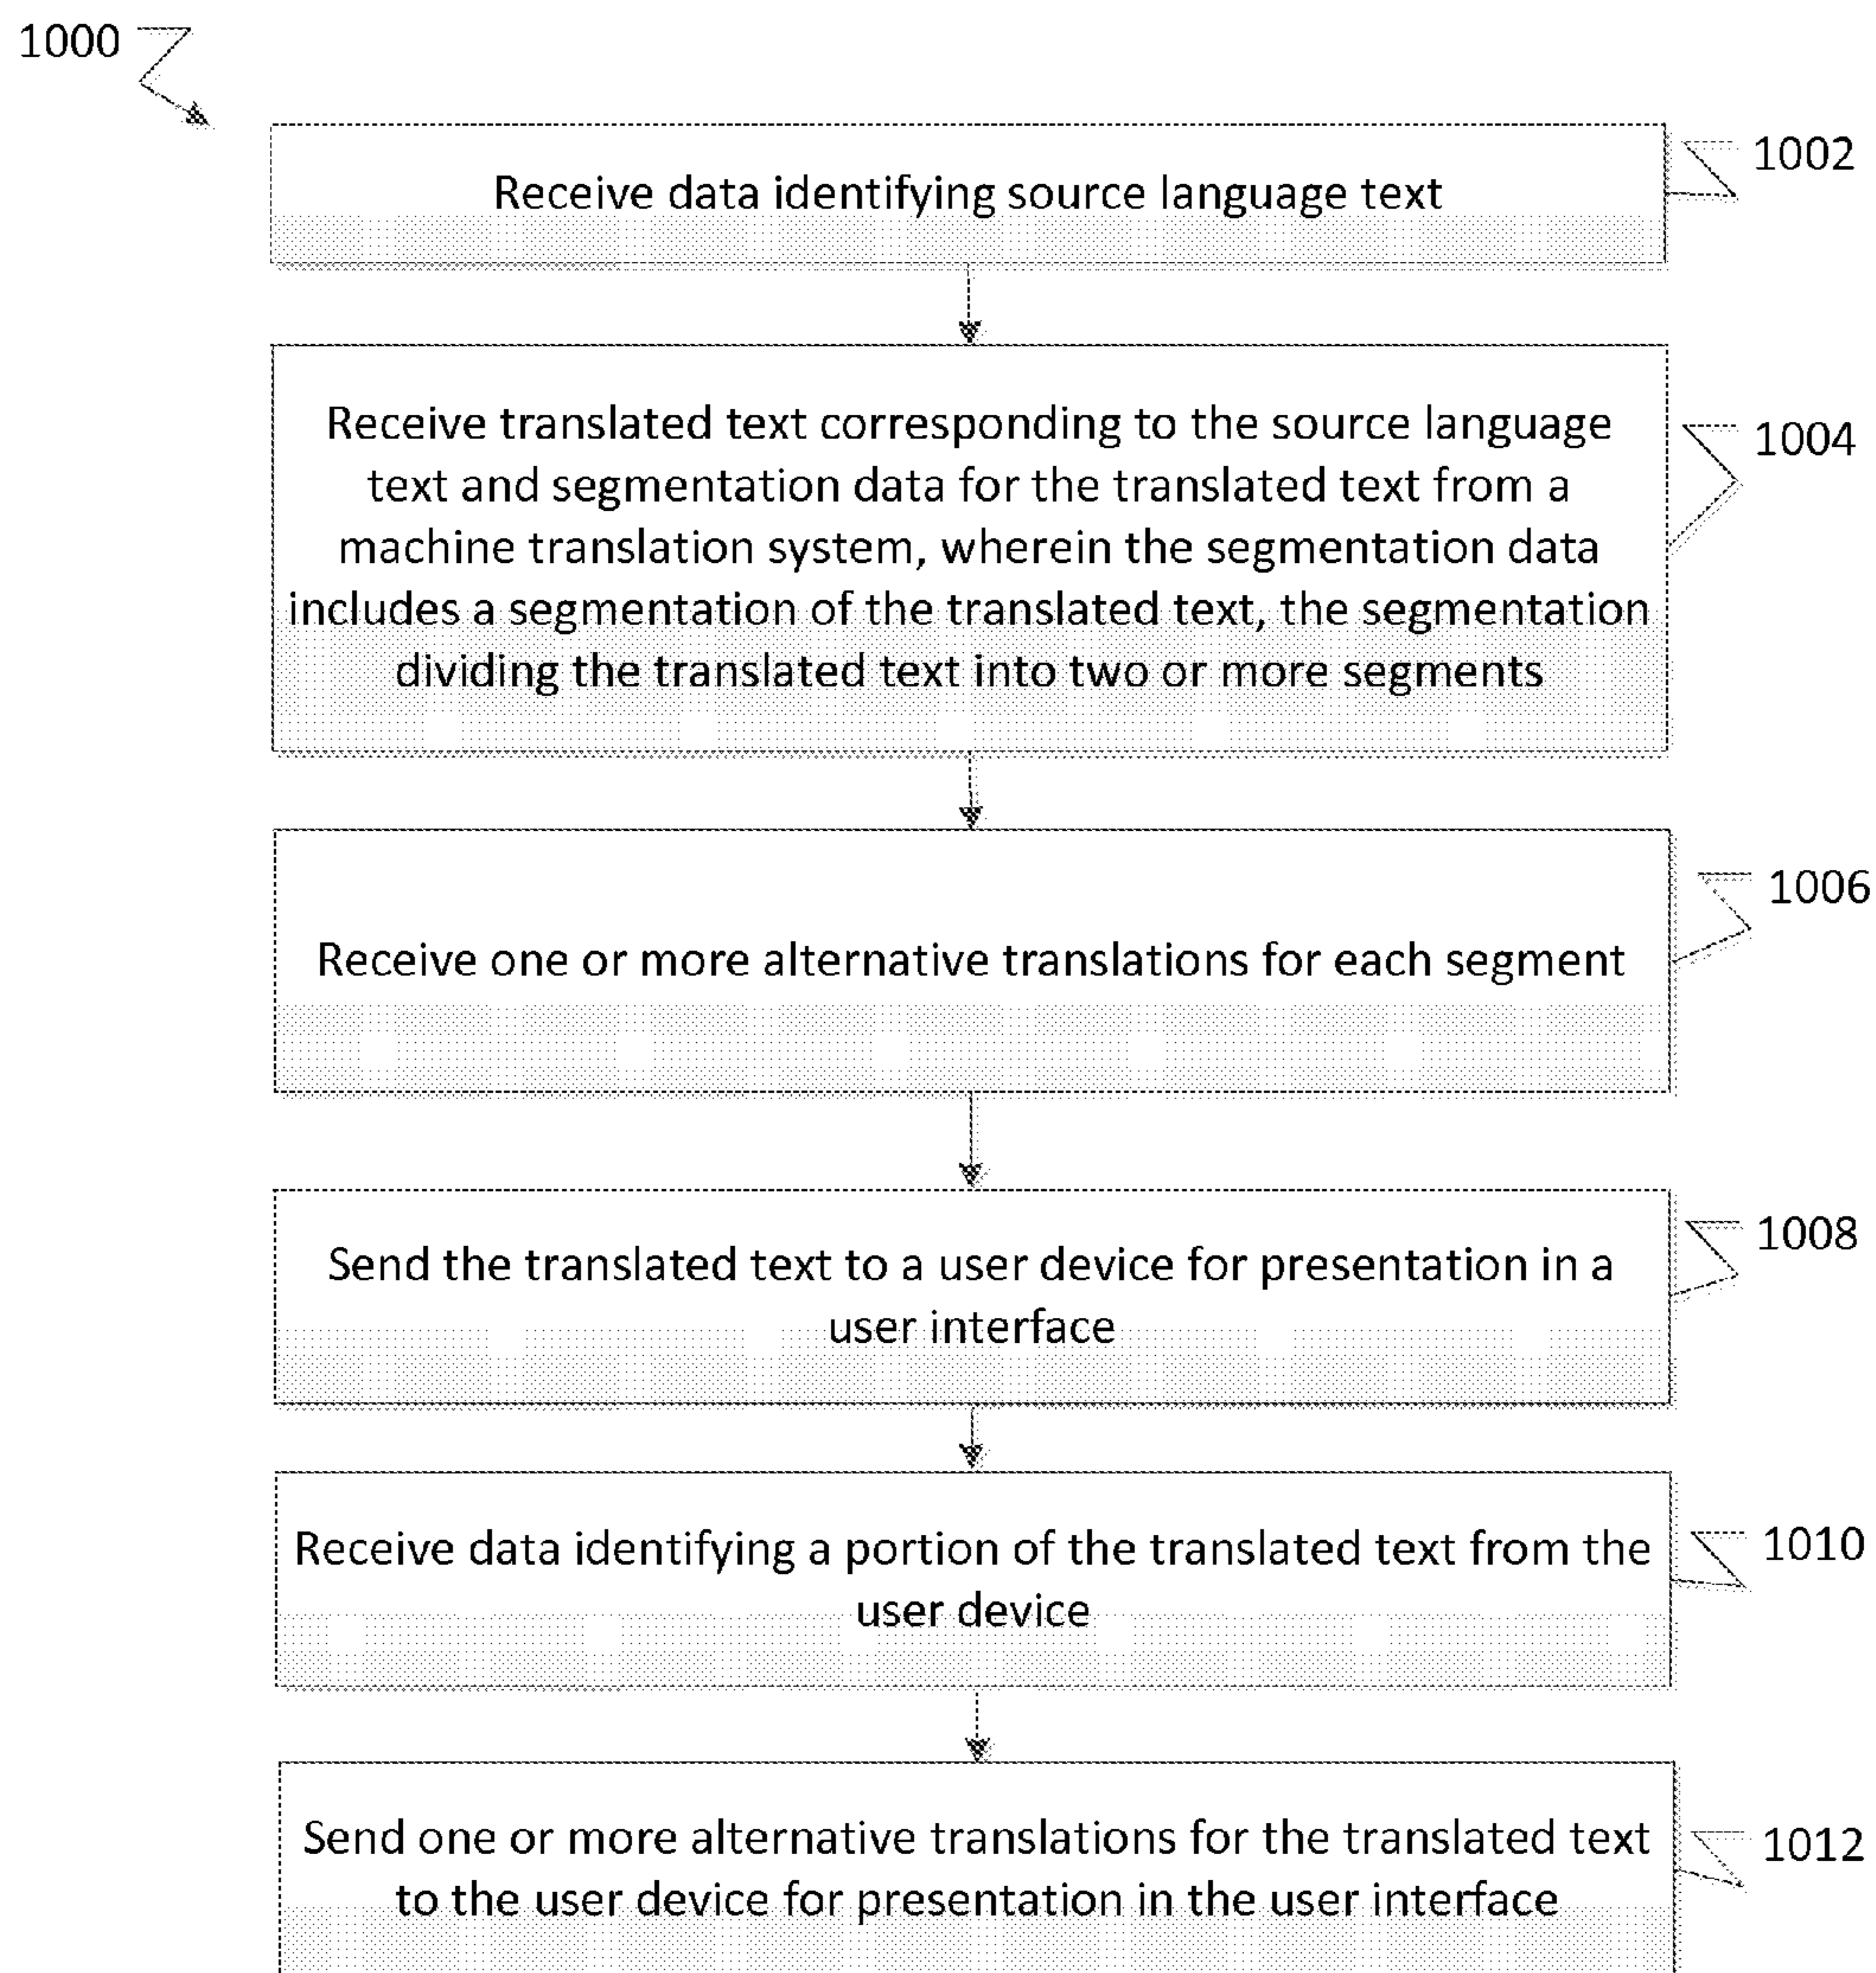 1000
Receive data identifying source language text
1002
Receive translated text corresponding to the source language
text and segmentation data for the translated text from a
machine translation system, wherein the segmentation data
includes a segmentation of the translated text, the segmentation
dividing the translated text into two or more segments
1004
Receive one or more alternative translations for each segment
1006
Send the translated text to a user device for presentation in a
user interface
1008
Receive data identifying a portion of the translated text from the
user device
1010
Send one or more alternative translations for the translated text
to the user device for presentation in the user interface
1012